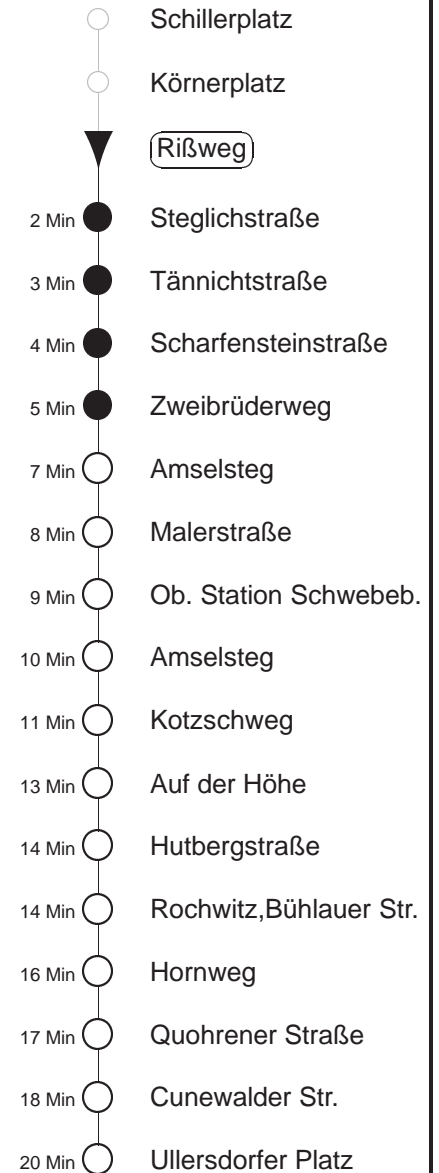 Schillerplatz
Körnerplatz
Rißweg
2 Min Steglichstraße
3 Min Tännichtstraße
4 Min Scharfensteinstraße
5 Min Zweibrüderweg
7 Min Amselsteg
8 Min Malerstraße
9 Min Ob. Station Schwebeb.
10 Min Amselsteg
11 Min Kotzschweg
13 Min Auf der Höhe
14 Min Hutbergstraße
14 Min Rochwitz,Bühlauer Str.
16 Min Hornweg
17 Min Quohrener Straße
18 Min Cunewalder Str.
20 Min Ullersdorfer Platz